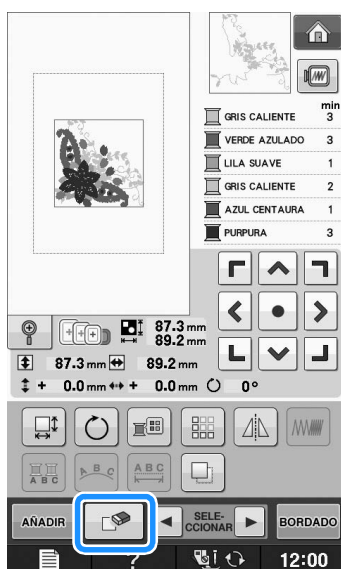 min
GRIS CALIENTE 3
VERDE AZULADO 3
LILA SUAVE 1
GRIS CALIENTE 2
AZUL CENTAURA 1
PURPURA 3
87.3 mm
89.2 mm
87.3 mm 89.2 mm
+ 0.0 mm + 0.0 mm 0°
A B C
A B C
A B C
AÑADIR SELE-
CCIONAR BORDADO
? 12:00